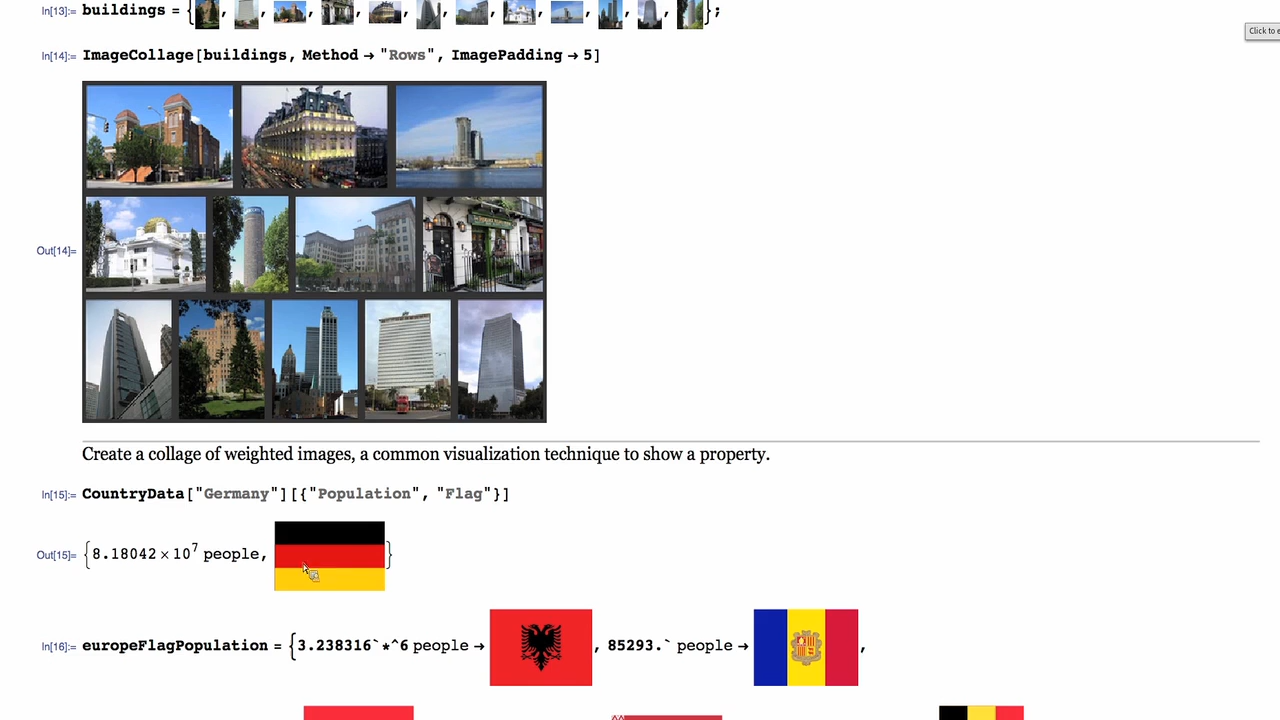 In[13]:= buildings = { , , , , , , , , , , , };
Click to e
In[14]:= ImageCollage[buildings, Method → "Rows", ImagePadding → 5]
Out[14]=
Create a collage of weighted images, a common visualization technique to show a property.
In[15]:= CountryData["Germany"][{"Population", "Flag"}]
Out[15]= {8.18042 × 10^7 people, }
In[16]:= europeFlagPopulation = {3.238316`*^6 people → , 85293.` people → ,